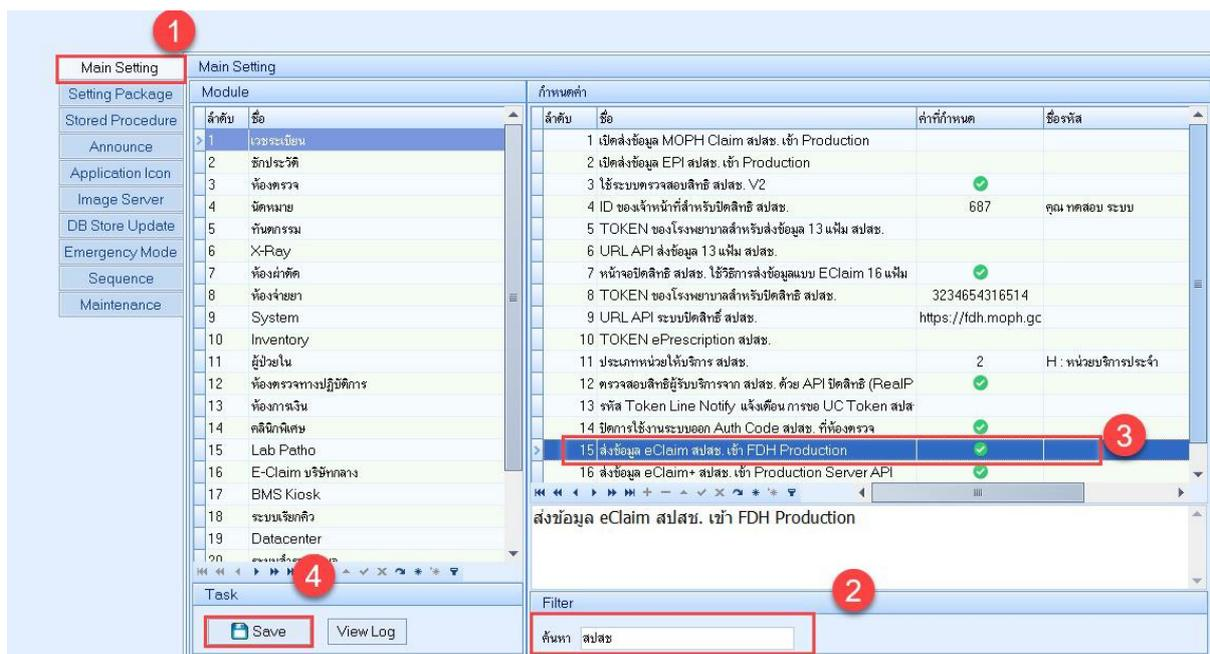 1
Main Setting
Setting Package
Stored Procedure
Announce
Application Icon
Image Server
DB Store Update
Emergency Mode
Sequence
Maintenance
Main Setting
Module
ลำดับ ชื่อ
1 เวชระเบียน
2 ซักประวัติ
3 ห้องตรวจ
4 นัดหมาย
5 ทันตกรรม
6 X-Ray
7 ห้องผ่าตัด
8 ห้องจ่ายยา
9 System
10 Inventory
11 ผู้ป่วยใน
12 ห้องตรวจทางปฏิบัติการ
13 ห้องการเงิน
14 คลินิกพิเศษ
15 Lab Patho
16 E-Claim บริษัทกลาง
17 BMS Kiosk
18 ระบบเรียกคิว
19 Datacenter
20
4
Task
Save View Log
กำหนดค่า
ลำดับ ชื่อ ค่าที่กำหนด ชื่อรหัส
1 เปิดส่งข้อมูล MOPH Claim สปสช. เข้า Production
2 เปิดส่งข้อมูล EPI สปสช. เข้า Production
3 ใช้ระบบตรวจสอบสิทธิ สปสช. V2
4 ID ของเจ้าหน้าที่สำหรับปิดสิทธิ สปสช. 687 คุณ ทดสอบ ระบบ
5 TOKEN ของโรงพยาบาลสำหรับส่งข้อมูล 13 แฟ้ม สปสช.
6 URL API ส่งข้อมูล 13 แฟ้ม สปสช.
7 หน้าจอปิดสิทธิ สปสช. ใช้วิธีการส่งข้อมูลแบบ EClaim 16 แฟ้ม
8 TOKEN ของโรงพยาบาลสำหรับปิดสิทธิ สปสช. 3234654316514
9 URL API ระบบปิดสิทธิ์ สปสช. https://fdh.moph.gc
10 TOKEN ePrescription สปสช.
11 ประเภทหน่วยให้บริการ สปสช. 2 H : หน่วยบริการประจำ
12 ตรวจสอบสิทธิผู้รับบริการจาก สปสช. ด้วย API ปิดสิทธิ (RealP
13 รหัส Token Line Notify แจ้งเตือน การขอ UC Token สปส
14 ปิดการใช้งานระบบออก Auth Code สปสช. ที่ห้องตรวจ
15 ส่งข้อมูล eClaim สปสช. เข้า FDH Production
3
16 ส่งข้อมูล eClaim+ สปสช. เข้า Production Server API
ส่งข้อมูล eClaim สปสช. เข้า FDH Production
2
Filter
ค้นหา สปสช